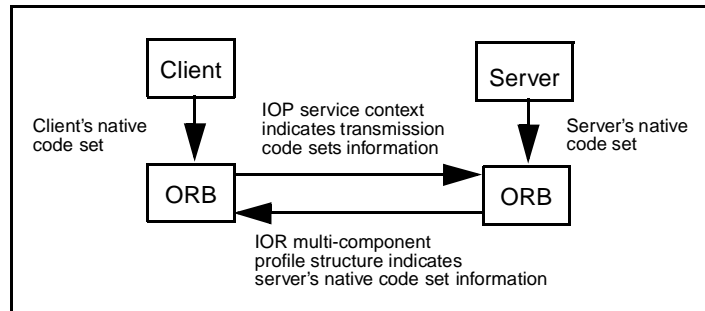 Client
Server
Client's native
code set
IOP service context
indicates transmission
code sets information
Server's native
code set
ORB
ORB
IOR multi-component
profile structure indicates
server's native code set information